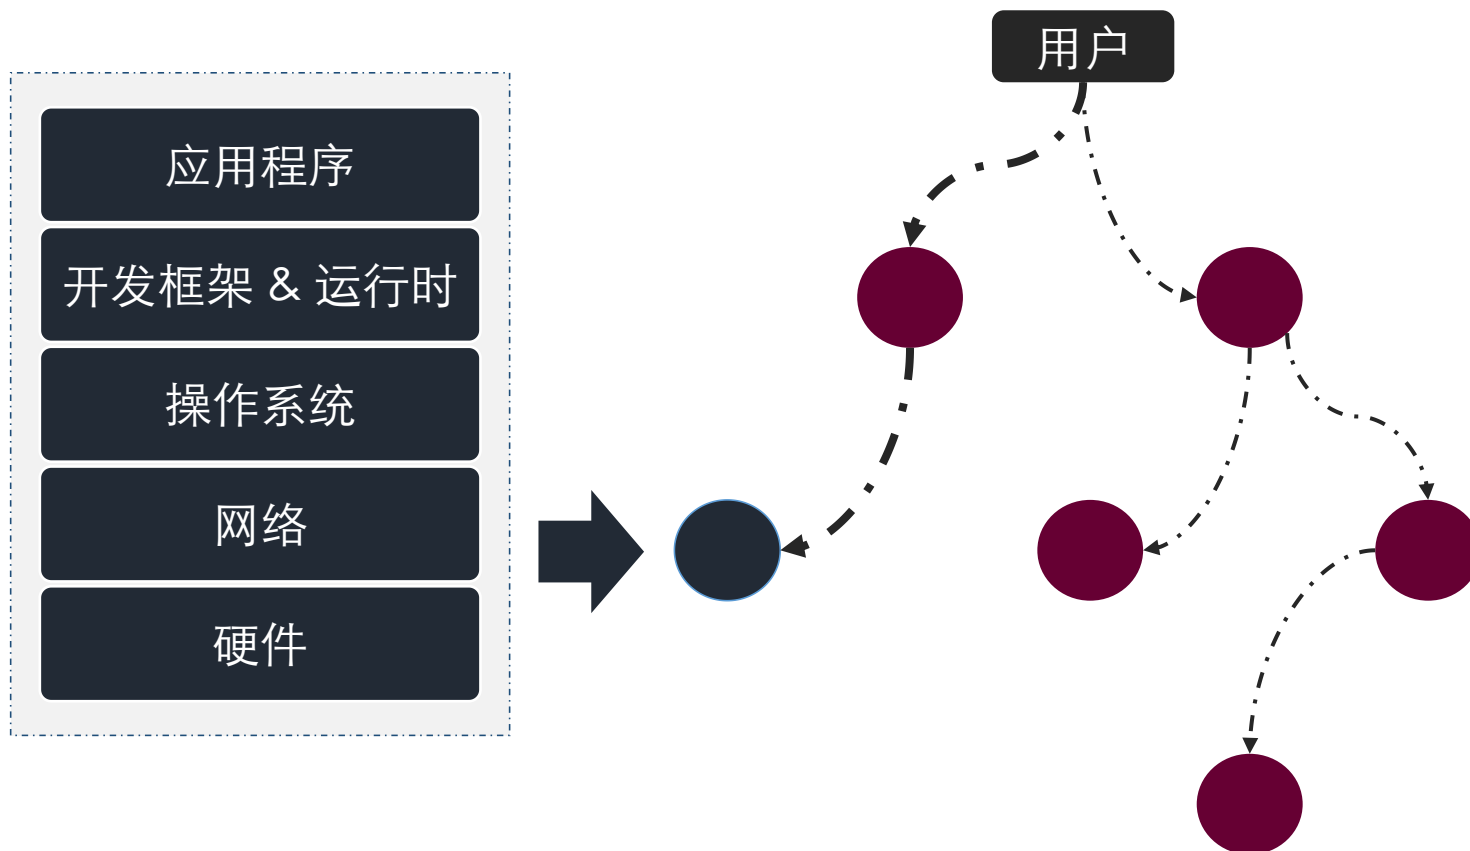 用户
应用程序
开发框架 & 运行时
操作系统
网络
硬件